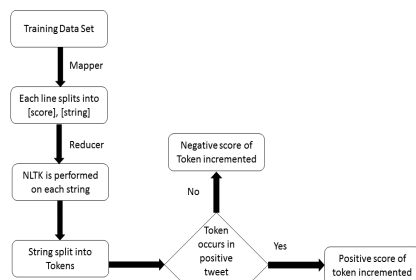 Training Data Set
Mapper
Each line splits into
[score], [string]
Reducer
NLTK is performed
on each string
String split into
Tokens
Token
occurs in
positive
tweet
No
Negative score of
Token incremented
Yes
Positive score of
token incremented